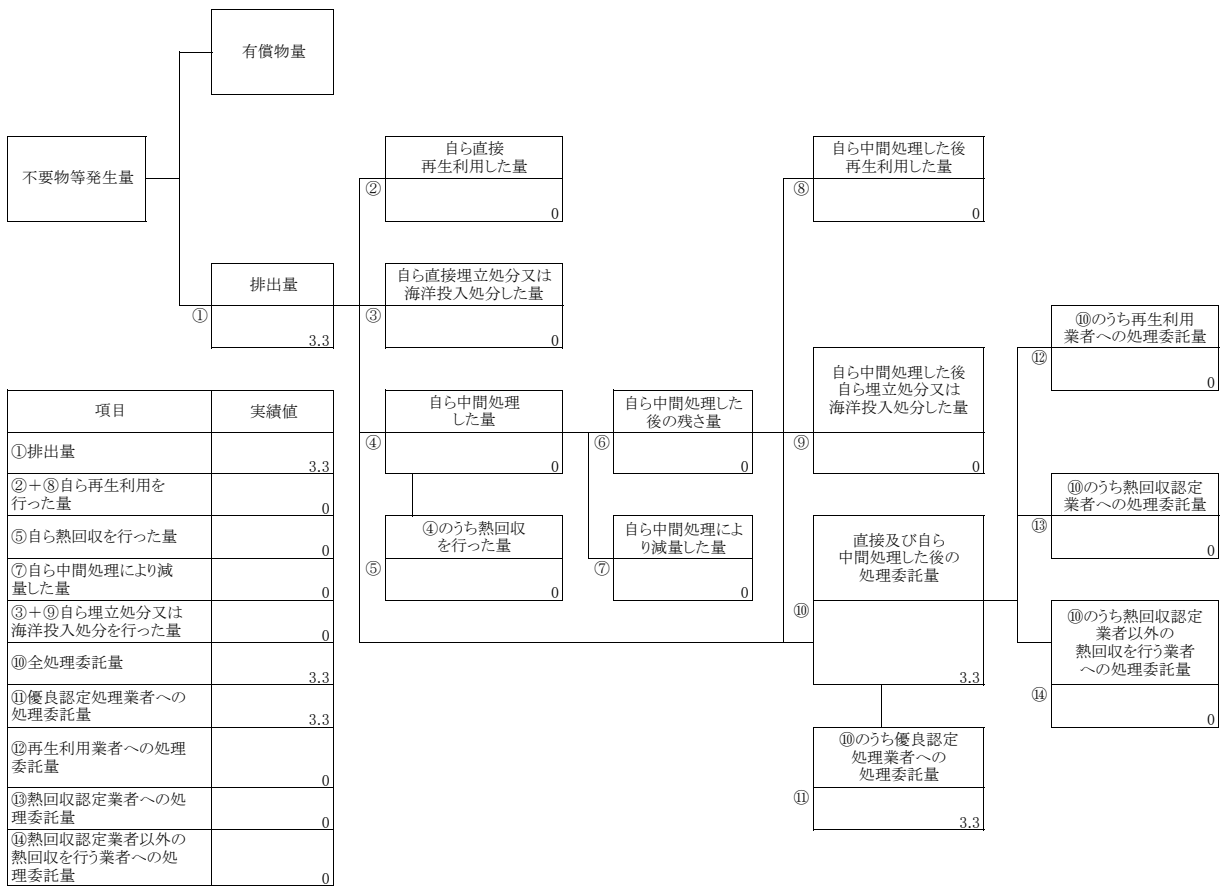 有償物量
不要物等発生量
排出量
①
3.3
自ら直接
再生利用した量
②
0
自ら直接埋立処分又は
海洋投入処分した量
③
0
自ら中間処理
した量
④
0
④のうち熱回収
を行った量
⑤
0
自ら中間処理した
後の残さ量
⑥
0
自ら中間処理によ
り減量した量
⑦
0
自ら中間処理した後
再生利用した量
⑧
0
自ら中間処理した後
自ら埋立処分又は
海洋投入処分した量
⑨
0
直接及び自ら
中間処理した後の
処理委託量
⑩
3.3
⑩のうち優良認定
処理業者への
処理委託量
⑪
3.3
⑩のうち再生利用
業者への処理委託量
⑫
0
⑩のうち熱回収認定
業者への処理委託量
⑬
0
⑩のうち熱回収認定
業者以外の
熱回収を行う業者
への処理委託量
⑭
0
項目 実績値
①排出量
3.3
②+⑧自ら再生利用を
行った量
0
⑤自ら熱回収を行った量
0
⑦自ら中間処理により減
量した量
0
③+⑨自ら埋立処分又は
海洋投入処分を行った量
0
⑩全処理委託量
3.3
⑪優良認定処理業者への
処理委託量
3.3
⑫再生利用業者への処理
委託量
0
⑬熱回収認定業者への処
理委託量
0
⑭熱回収認定業者以外の
熱回収を行う業者への処
理委託量
0